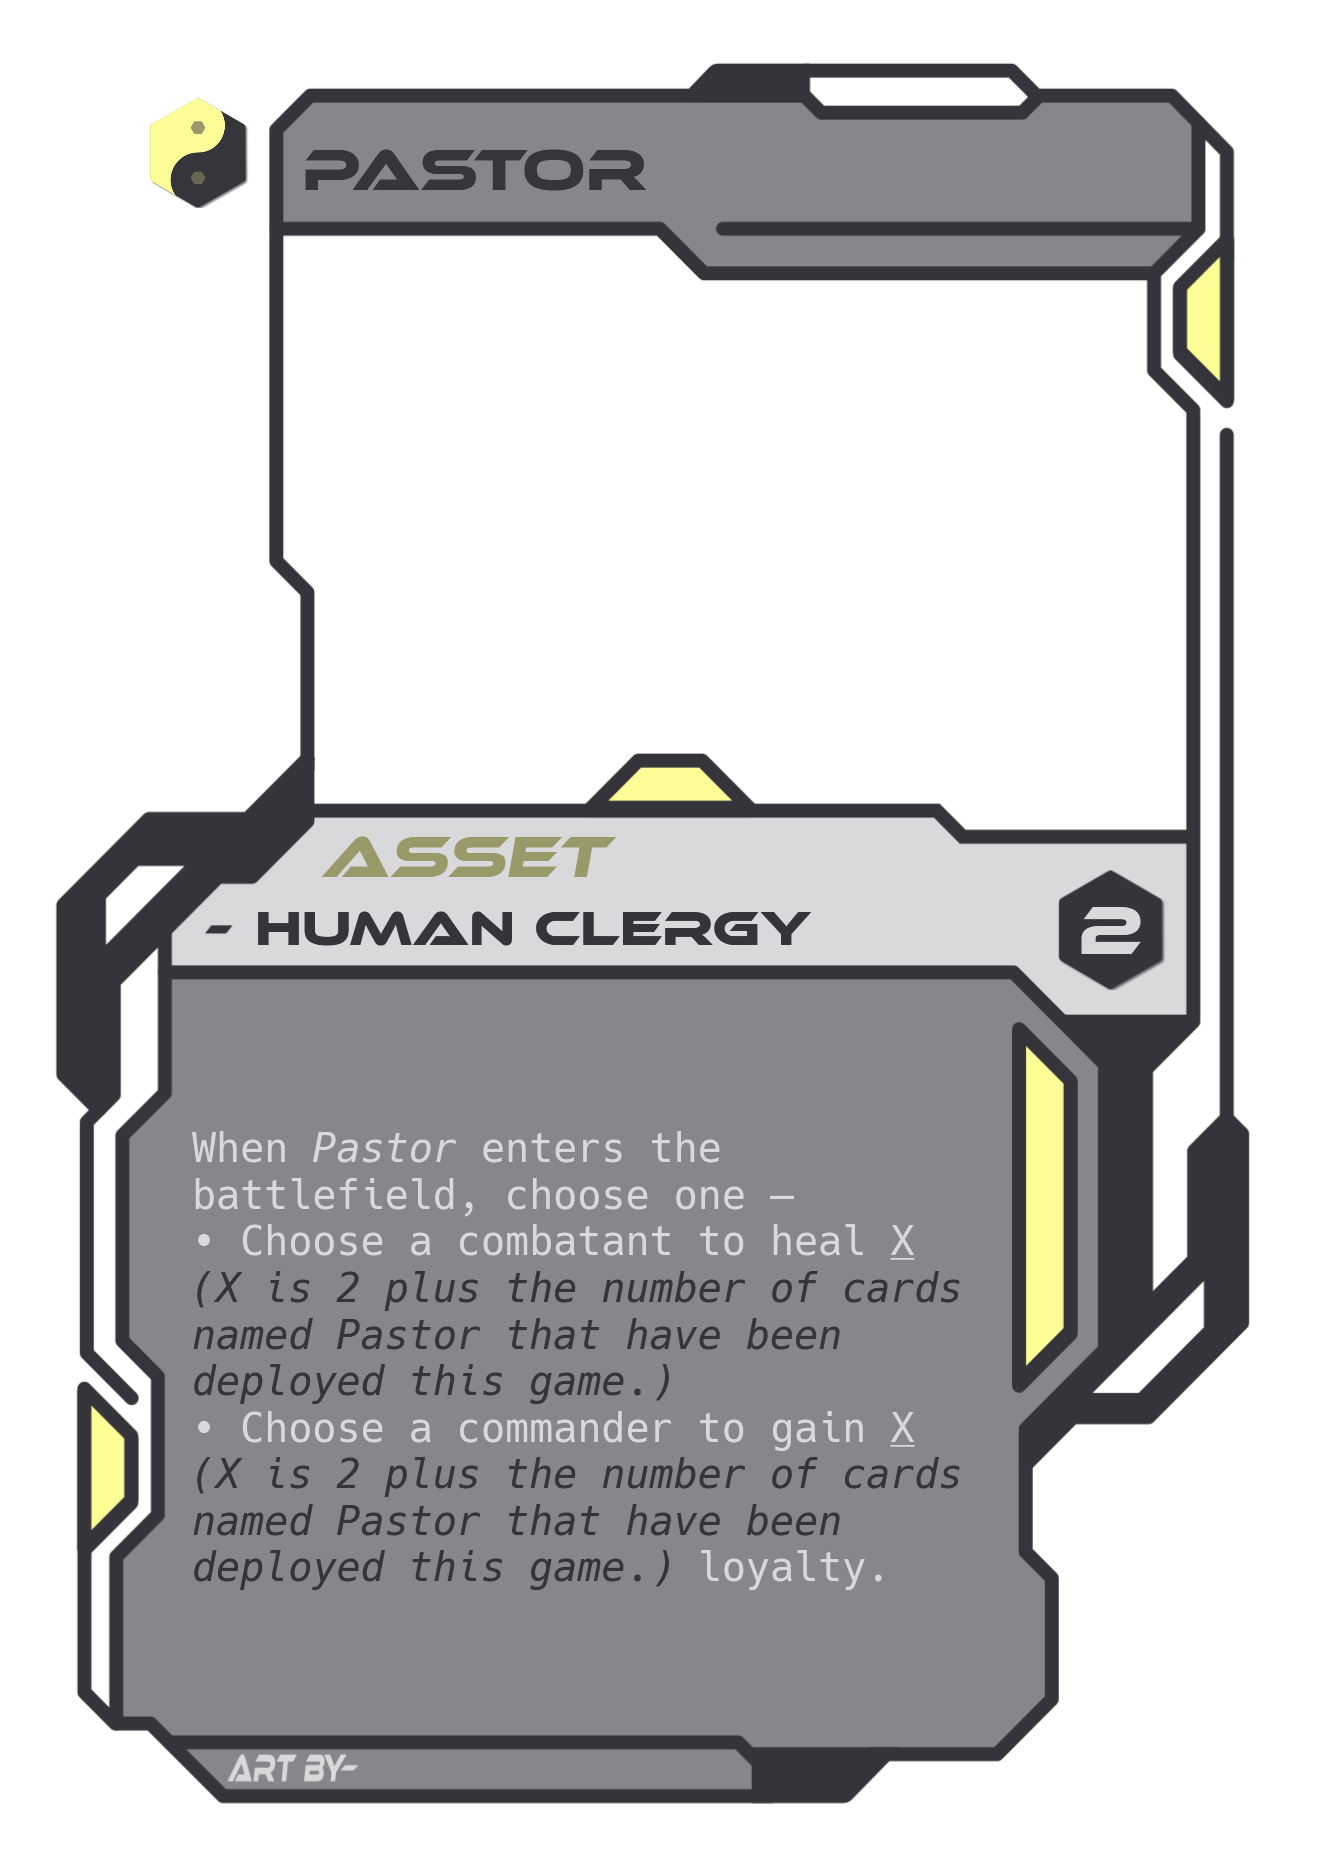 PASTOR
ASSET
- HUMAN CLERGY
2
When Pastor enters the
battlefield, choose one —
• Choose a combatant to heal X
(X is 2 plus the number of cards
named Pastor that have been
deployed this game.)
• Choose a commander to gain X
(X is 2 plus the number of cards
named Pastor that have been
deployed this game.) loyalty.
ART BY-